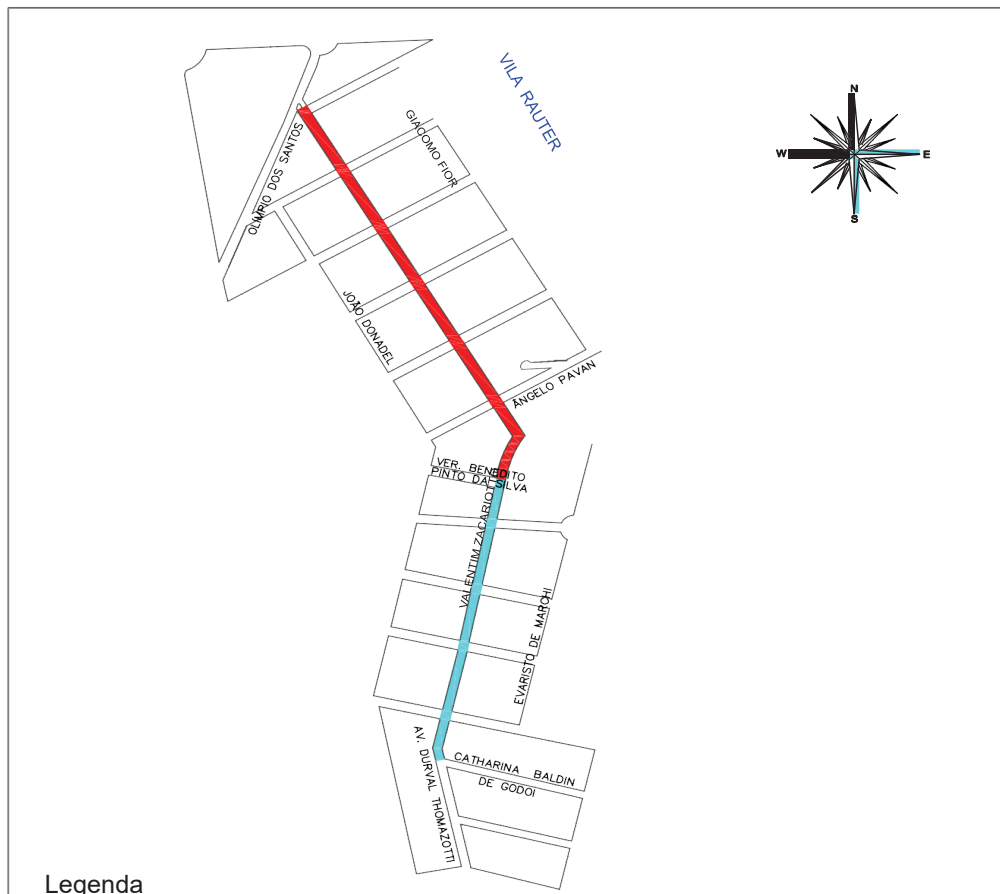 VILA RAUTER
N
W
E
S
GIACOMO FIOR
OLIMPIO DOS SANTOS
JOÃO DONADEL
ÂNGELO PAVAN
VER. BENEDITO
PINTO DA SILVA
VALENTIM ZACARIOTI
EVARISTO DE MARCHI
AV. DURVAL THOMAZOTTI
CATHARINA BALDIN
DE GODOI
Legenda